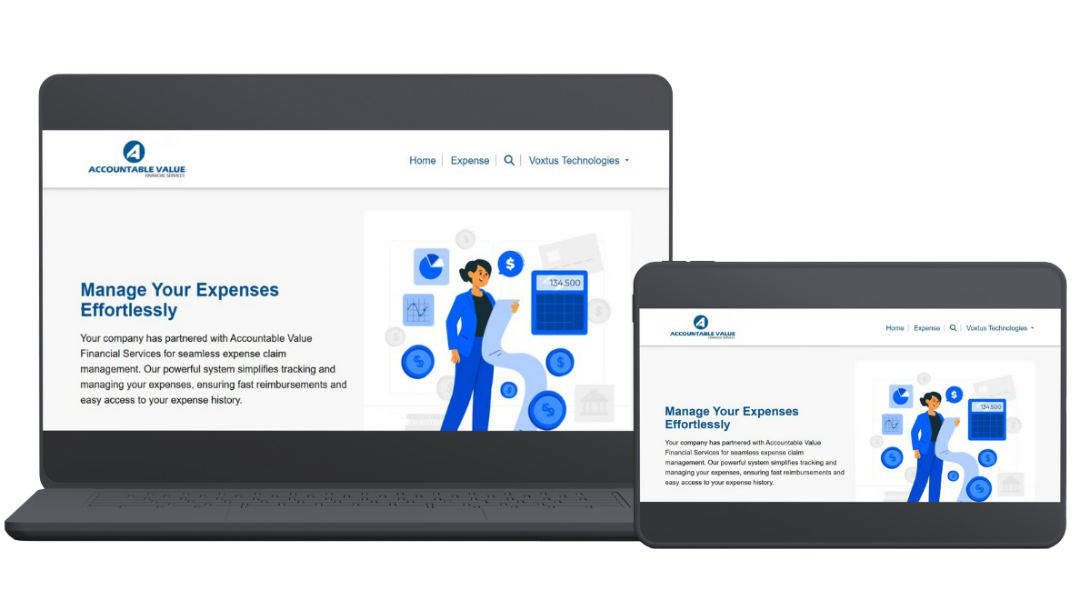 ACCOUNTABLE VALUE
FINANCIAL SERVICES
Home
Expense
Voxtus Technologies
Manage Your Expenses
Effortlessly
Your company has partnered with Accountable Value
Financial Services for seamless expense claim
management. Our powerful system simplifies tracking and
managing your expenses, ensuring fast reimbursements and
easy access to your expense history.
$
134.500
ACCOUNTABLE VALUE
FINANCIAL SERVICES
Home
Expense
Voxtus Technologies
Manage Your Expenses
Effortlessly
Your company has partnered with Accountable Value
Financial Services for seamless expense claim
management. Our powerful system simplifies tracking and
managing your expenses, ensuring fast reimbursements and
easy access to your expense history.
$
134.500